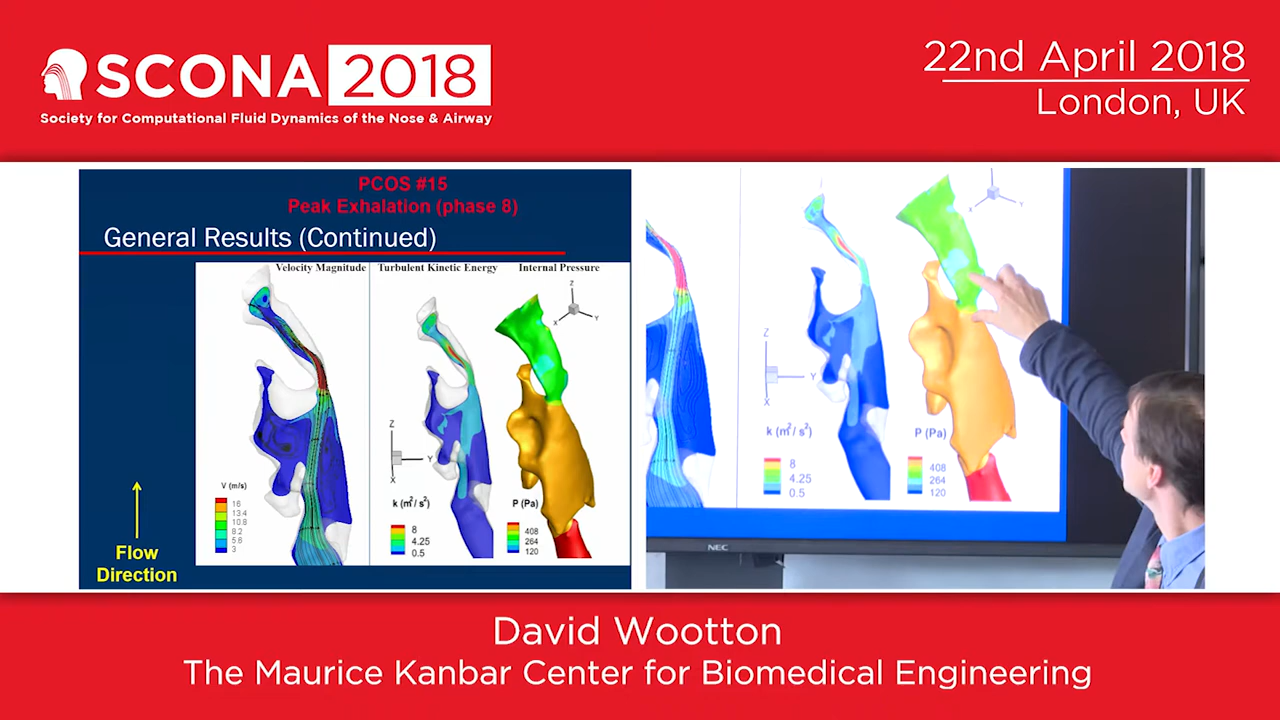 SCONA 2018
Society for Computational Fluid Dynamics of the Nose & Airway
22nd April 2018
London, UK
PCOS #15
Peak Exhalation (phase 8)
General Results (Continued)
Velocity Magnitude
Turbulent Kinetic Energy
Internal Pressure
Z
X
Y
Z
Y
X
V (m/s)
16
13.4
10.8
8.2
5.6
3
k (m²/ s²)
8
4.25
0.5
P (Pa)
408
264
120
Flow
Direction
X
Y
Z
Y
X
k (m²/ s²)
8
4.25
0.5
P (Pa)
408
264
120
NEC
David Wootton
The Maurice Kanbar Center for Biomedical Engineering